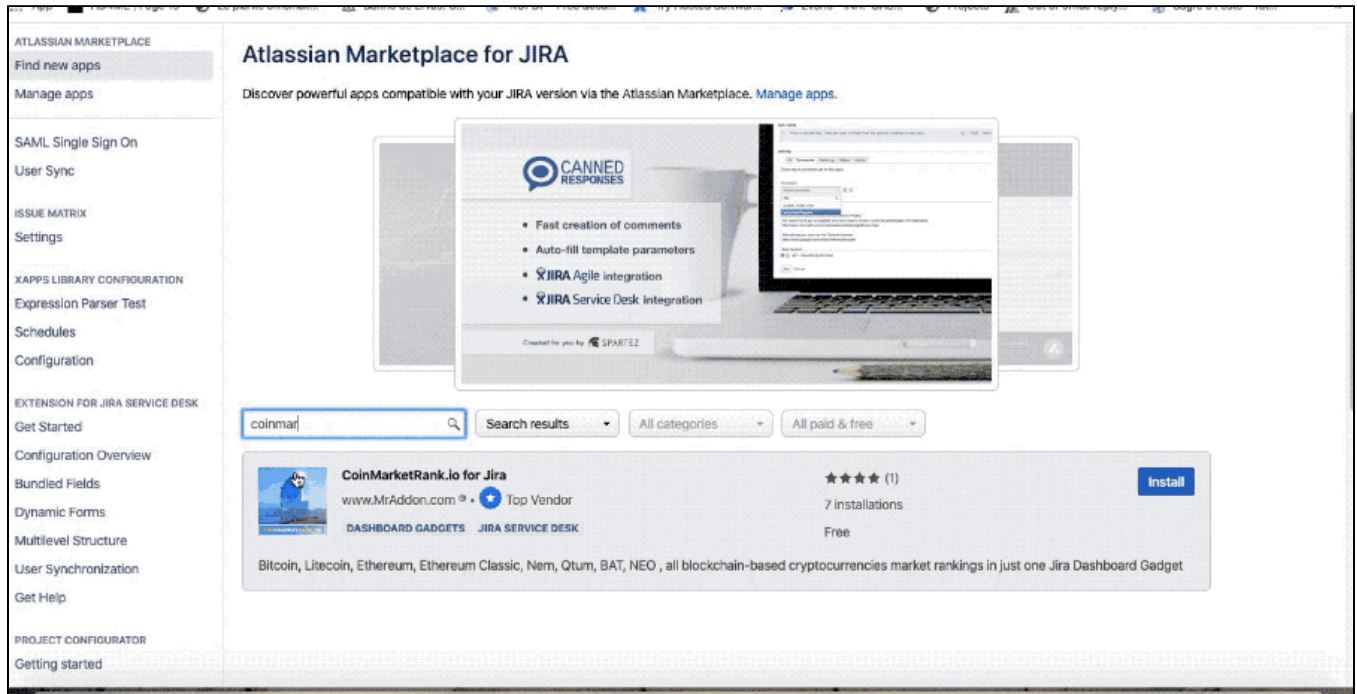 ATLASSIAN MARKETPLACE
Find new apps
Manage apps
SAML Single Sign On
User Sync
ISSUE MATRIX
Settings
XAPPS LIBRARY CONFIGURATION
Expression Parser Test
Schedules
Configuration
EXTENSION FOR JIRA SERVICE DESK
Get Started
Configuration Overview
Bundled Fields
Dynamic Forms
Multilevel Structure
User Synchronization
Get Help
PROJECT CONFIGURATOR
Getting started
Atlassian Marketplace for JIRA
Discover powerful apps compatible with your JIRA version via the Atlassian Marketplace. Manage apps.
CANNED
RESPONSES
• Fast creation of comments
• Auto-fill template parameters
• JIRA Agile integration
• JIRA Service Desk integration
Created for you by SPARTEZ
coinmar
Search results
All categories
All paid & free
CoinMarketRank.io for Jira
www.MrAddon.com • Top Vendor
DASHBOARD GADGETS JIRA SERVICE DESK
(1)
7 installations
Free
Install
Bitcoin, Litecoin, Ethereum, Ethereum Classic, Nem, Qtum, BAT, NEO , all blockchain-based cryptocurrencies market rankings in just one Jira Dashboard Gadget